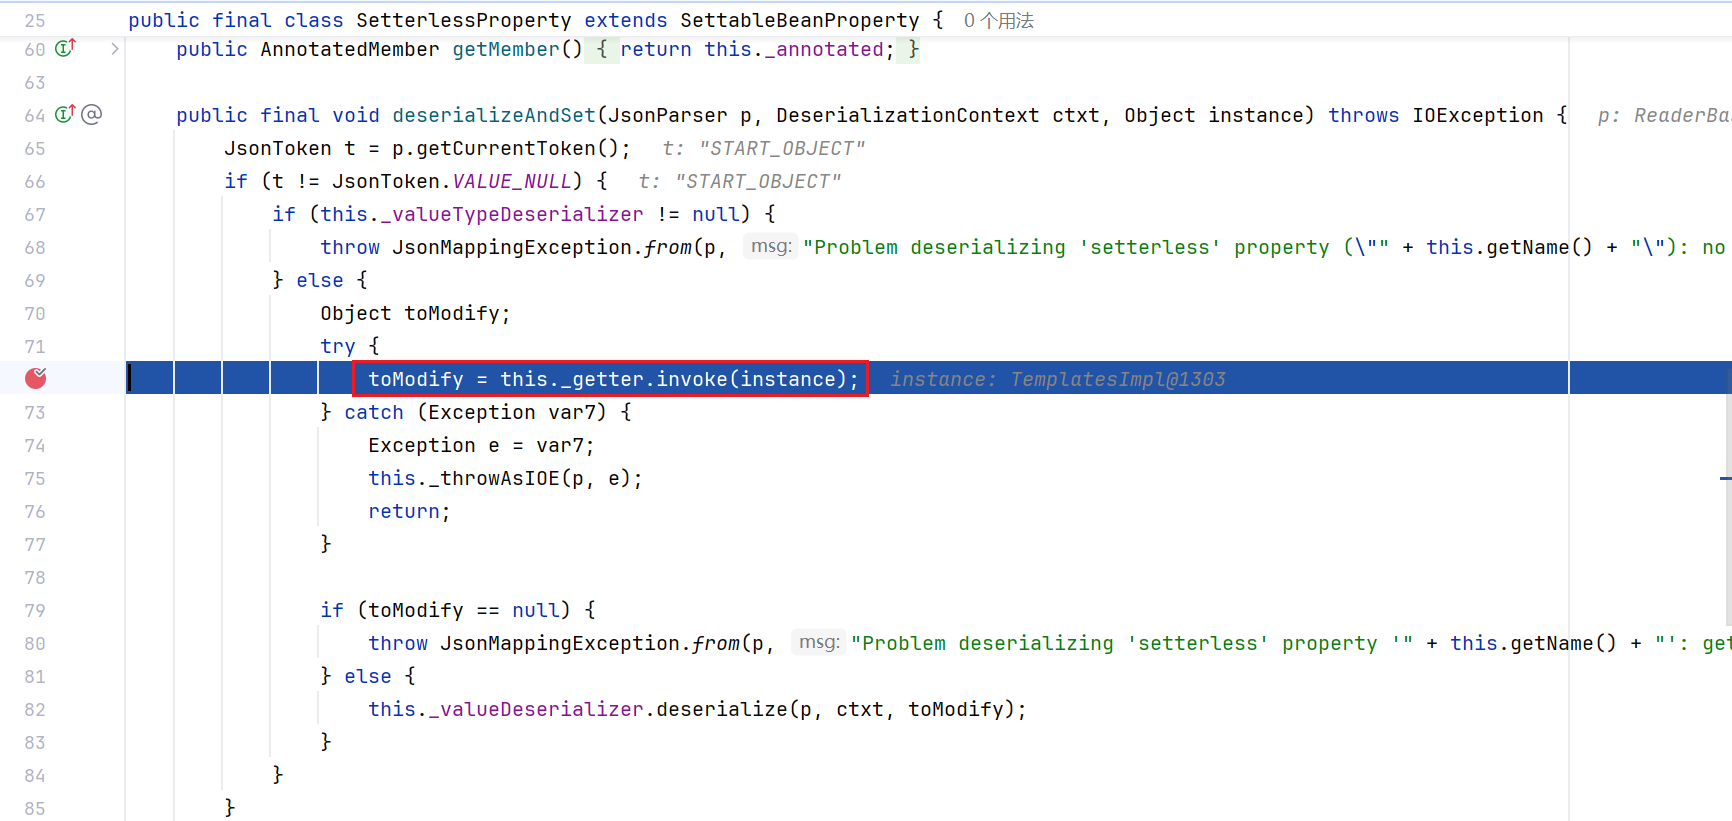 25 public final class SetterlessProperty extends SettableBeanProperty { 0 个用法
60 public AnnotatedMember getMember() { return this._annotated; }
63
64 public final void deserializeAndSet(JsonParser p, DeserializationContext ctxt, Object instance) throws IOException { p: ReaderBa
65 JsonToken t = p.getCurrentToken(); t: "START_OBJECT"
66 if (t != JsonToken.VALUE_NULL) { t: "START_OBJECT"
67 if (this._valueTypeDeserializer != null) {
68 throw JsonMappingException.from(p, msg: "Problem deserializing 'setterless' property (\"" + this.getName() + "\"): no
69 } else {
70 Object toModify;
71 try {
toModify = this._getter.invoke(instance); instance: TemplatesImpl@1303
73 } catch (Exception var7) {
74 Exception e = var7;
75 this._throwAsIOE(p, e);
76 return;
77 }
78
79 if (toModify == null) {
80 throw JsonMappingException.from(p, msg: "Problem deserializing 'setterless' property '" + this.getName() + "': get
81 } else {
82 this._valueDeserializer.deserialize(p, ctxt, toModify);
83 }
84 }
85 }